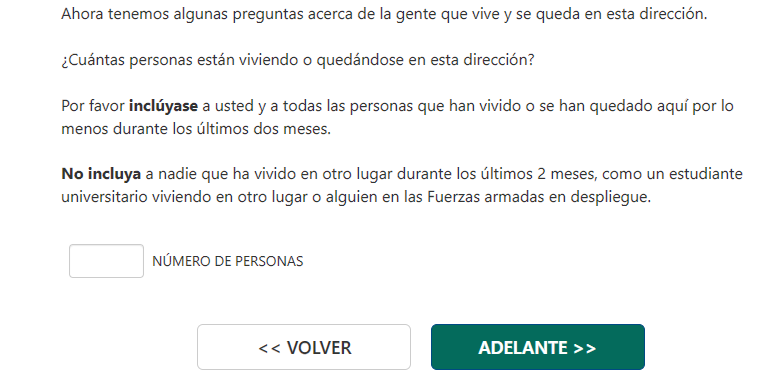 Ahora tenemos algunas preguntas acerca de la gente que vive y se queda en esta dirección.
¿Cuántas personas están viviendo o quedándose en esta dirección?
Por favor inclúyase a usted y a todas las personas que han vivido o se han quedado aquí por lo
menos durante los últimos dos meses.
No incluya a nadie que ha vivido en otro lugar durante los últimos 2 meses, como un estudiante
universitario viviendo en otro lugar o alguien en las Fuerzas armadas en despliegue.
NÚMERO DE PERSONAS
<< VOLVER
ADELANTE >>